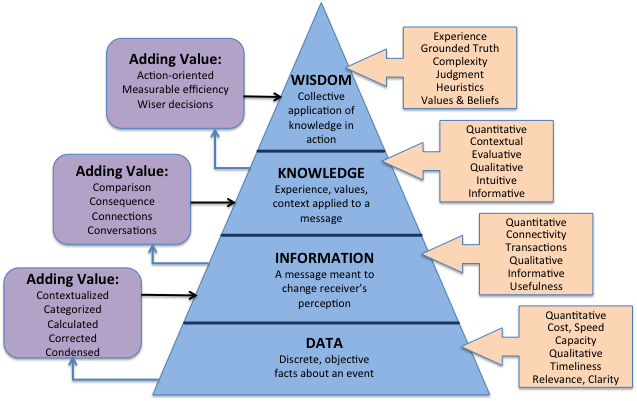 Adding Value:
Action-oriented
Measurable efficiency
Wiser decisions
WISDOM
Collective
application of
knowledge in
action
Experience
Grounded Truth
Complexity
Judgment
Heuristics
Values & Beliefs
Adding Value:
Comparison
Consequence
Connections
Conversations
KNOWLEDGE
Experience, values,
context applied to a
message
Quantitative
Contextual
Evaluative
Qualitative
Intuitive
Informative
Adding Value:
Contextualized
Categorized
Calculated
Corrected
Condensed
INFORMATION
A message meant to
change receiver's
perception
Quantitative
Connectivity
Transactions
Qualitative
Informative
Usefulness
DATA
Discrete, objective
facts about an event
Quantitative
Cost, Speed
Capacity
Qualitative
Timeliness
Relevance, Clarity